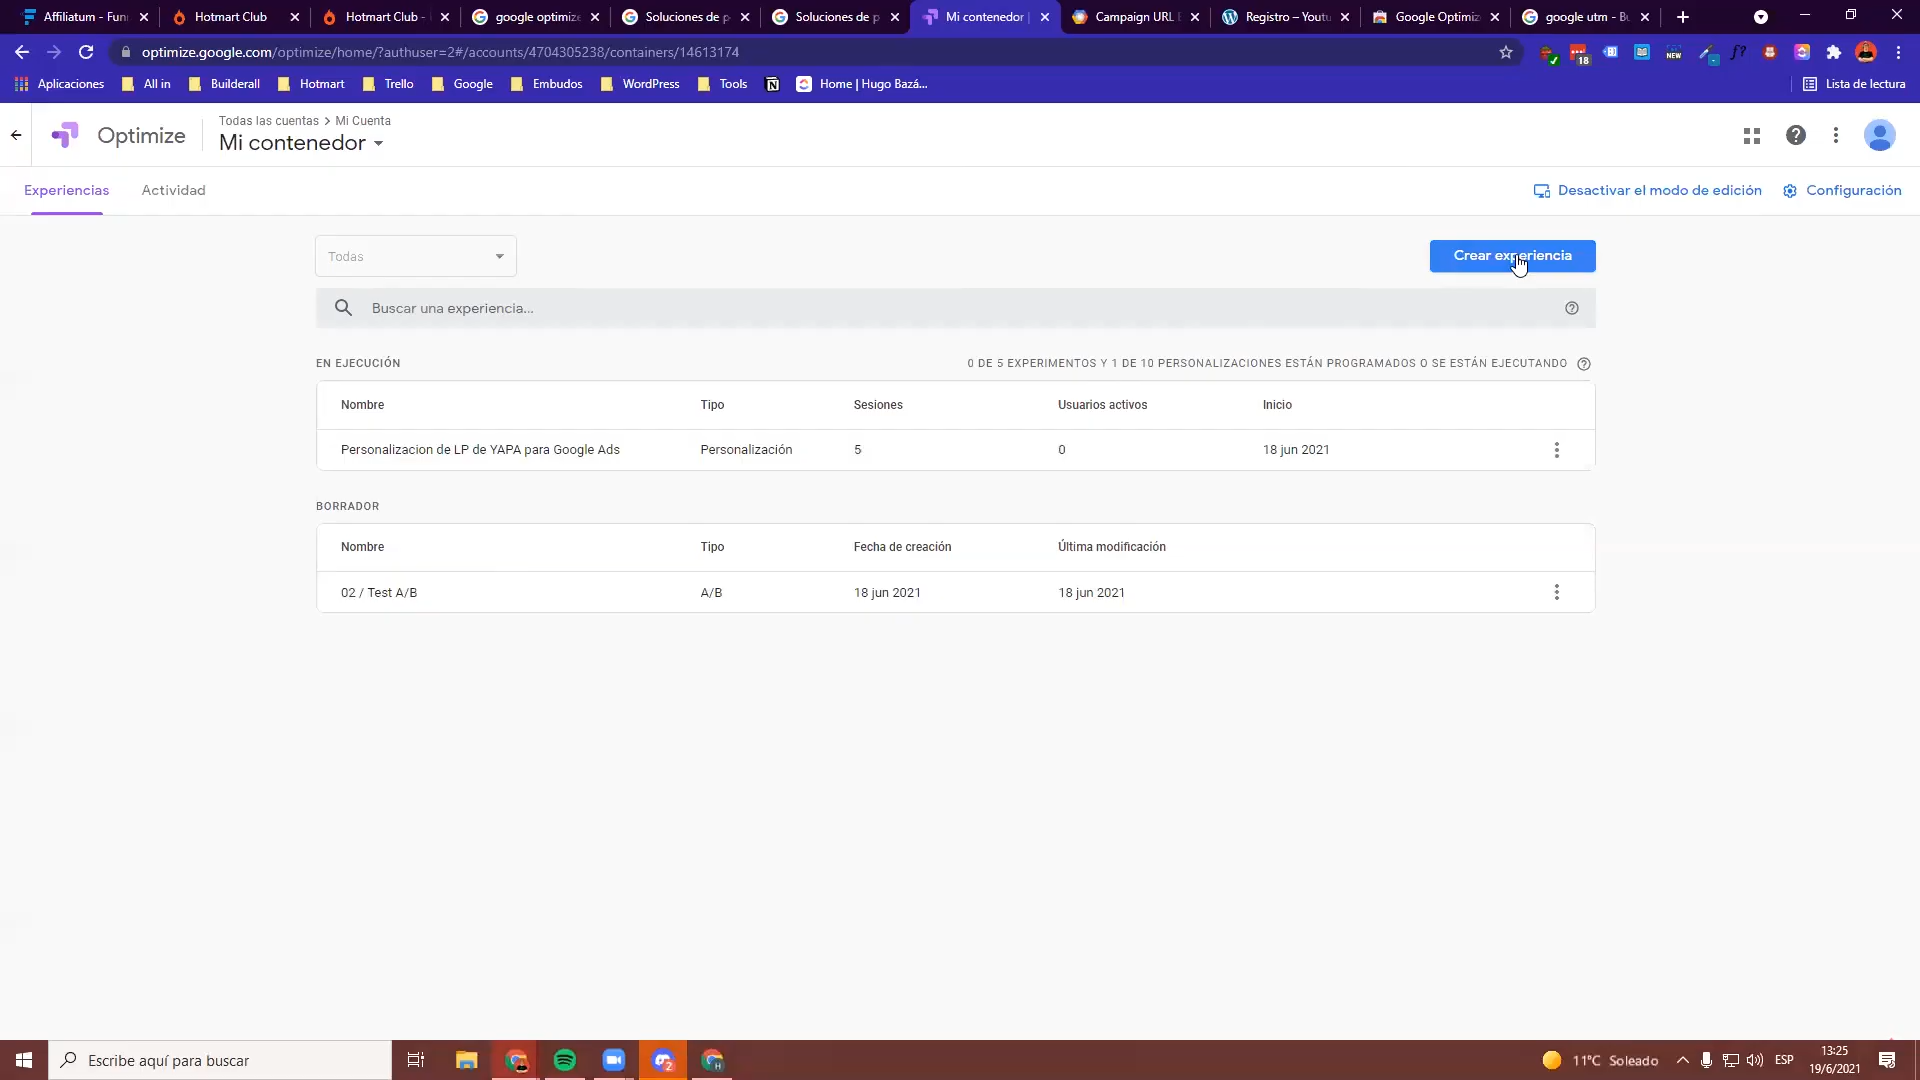 Affiliatum - Fun
Hotmart Club
Hotmart Club -
google optimize
Soluciones de p
Soluciones de p
Mi contenedor |
Campaign URL
Registro – Youtu
Google Optimiz
google utm - Bu
optimize.google.com/optimize/home/?authuser=2#/accounts/4704305238/containers/14613174
18
NEW
f?
Aplicaciones
All in
Builderall
Hotmart
Trello
Google
Embudos
WordPress
Tools
Home | Hugo Bazá...
Lista de lectura
Optimize
Todas las cuentas > Mi Cuenta
Mi contenedor
Experiencias
Actividad
Desactivar el modo de edición
Configuración
Todas
Crear experiencia
Buscar una experiencia...
EN EJECUCIÓN
0 DE 5 EXPERIMENTOS Y 1 DE 10 PERSONALIZACIONES ESTÁN PROGRAMADOS O SE ESTÁN EJECUTANDO
Nombre Tipo Sesiones Usuarios activos Inicio
Personalizacion de LP de YAPA para Google Ads Personalización 5 0 18 jun 2021
BORRADOR
Nombre Tipo Fecha de creación Última modificación
02 / Test A/B A/B 18 jun 2021 18 jun 2021
Escribe aquí para buscar
2
H
11°C Soleado
ESP
13:25
19/6/2021